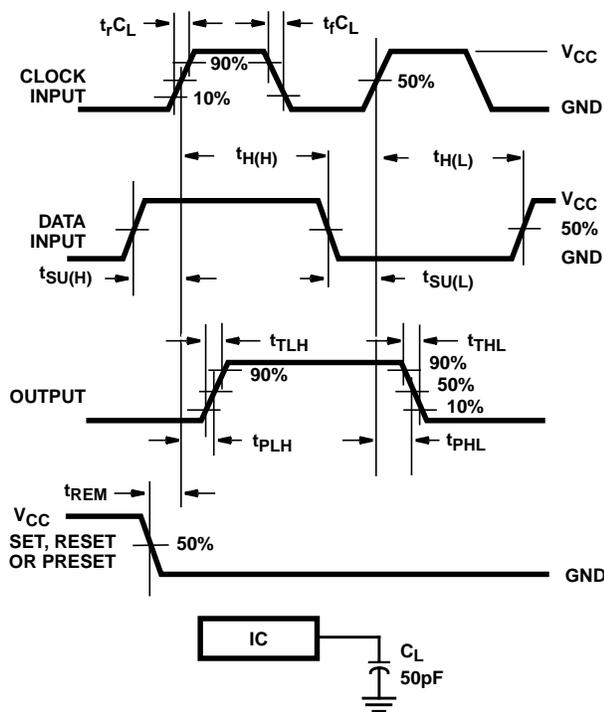 trCL
tfCL
CLOCK
INPUT
90%
10%
50%
VCC
GND
tH(H)
tH(L)
DATA
INPUT
VCC
50%
GND
tSU(H)
tSU(L)
tTLH
tTHL
OUTPUT
90%
90%
50%
10%
tPLH
tPHL
tREM
VCC
SET, RESET
OR PRESET
50%
GND
IC
CL
50pF